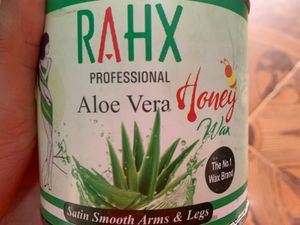 RAHX
PROFESSIONAL
Aloe Vera Honey
Wax
The No.1
Wax Brand
Satin Smooth Arms & Legs